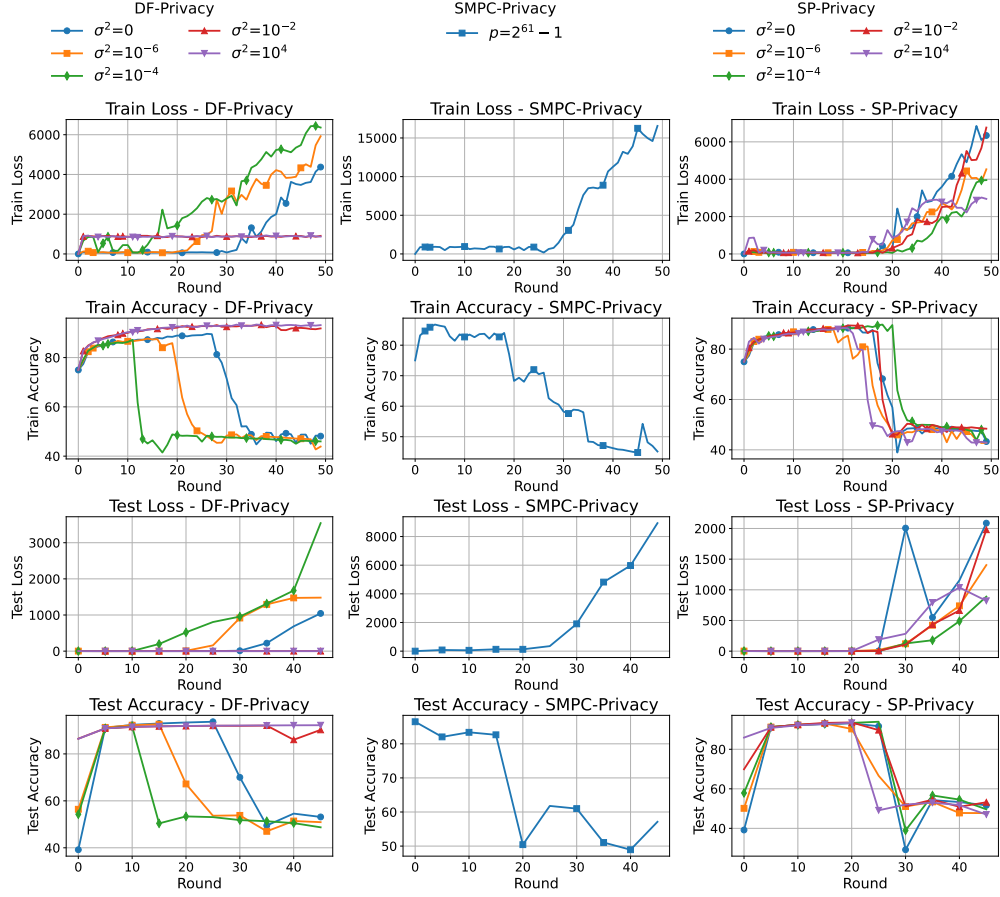 DF-Privacy
σ²=0
σ²=10⁻²
σ²=10⁻⁶
σ²=10⁴
σ²=10⁻⁴
SMPC-Privacy
p=2⁶¹−1
SP-Privacy
σ²=0
σ²=10⁻²
σ²=10⁻⁶
σ²=10⁴
σ²=10⁻⁴
Train Loss - DF-Privacy
Train Loss
6000
4000
2000
0
0 10 20 30 40 50
Round
Train Loss - SMPC-Privacy
Train Loss
15000
10000
5000
0
0 10 20 30 40 50
Round
Train Loss - SP-Privacy
Train Loss
6000
4000
2000
0
0 10 20 30 40 50
Round
Train Accuracy - DF-Privacy
Train Accuracy
80
60
40
0 10 20 30 40 50
Round
Train Accuracy - SMPC-Privacy
Train Accuracy
80
70
60
50
0 10 20 30 40 50
Round
Train Accuracy - SP-Privacy
Train Accuracy
80
60
40
0 10 20 30 40 50
Round
Test Loss - DF-Privacy
Test Loss
3000
2000
1000
0
0 10 20 30 40
Round
Test Loss - SMPC-Privacy
Test Loss
8000
6000
4000
2000
0
0 10 20 30 40
Round
Test Loss - SP-Privacy
Test Loss
2000
1500
1000
500
0
0 10 20 30 40
Round
Test Accuracy - DF-Privacy
Test Accuracy
80
60
40
0 10 20 30 40
Round
Test Accuracy - SMPC-Privacy
Test Accuracy
80
70
60
50
0 10 20 30 40
Round
Test Accuracy - SP-Privacy
Test Accuracy
80
60
40
0 10 20 30 40
Round